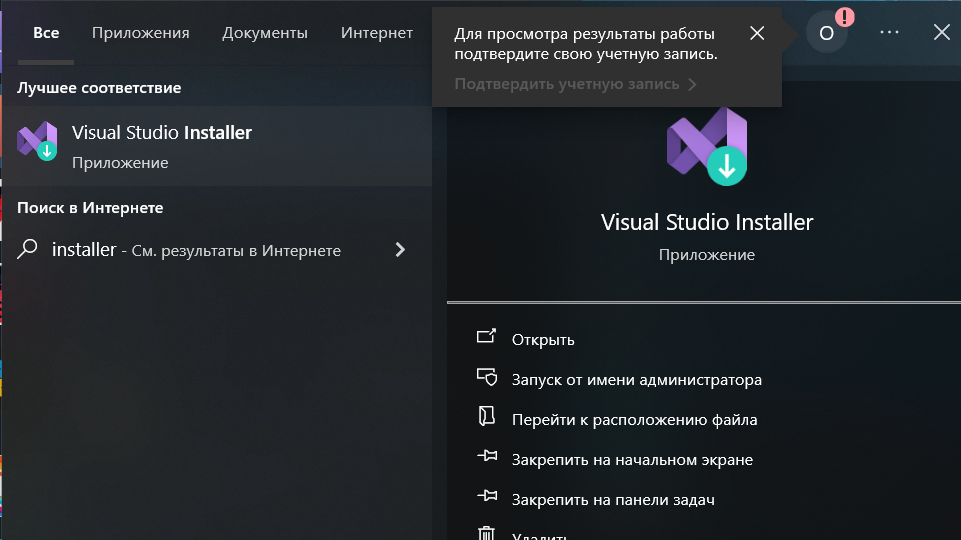 Все
Приложения
Документы
Интернет
Для просмотра результаты работы
подтвердите свою учетную запись.
Подтвердить учетную запись
O
!
Лучшее соответствие
Visual Studio Installer
Приложение
Поиск в Интернете
installer - См. результаты в Интернете
Visual Studio Installer
Приложение
Открыть
Запуск от имени администратора
Перейти к расположению файла
Закрепить на начальном экране
Закрепить на панели задач
Удалить